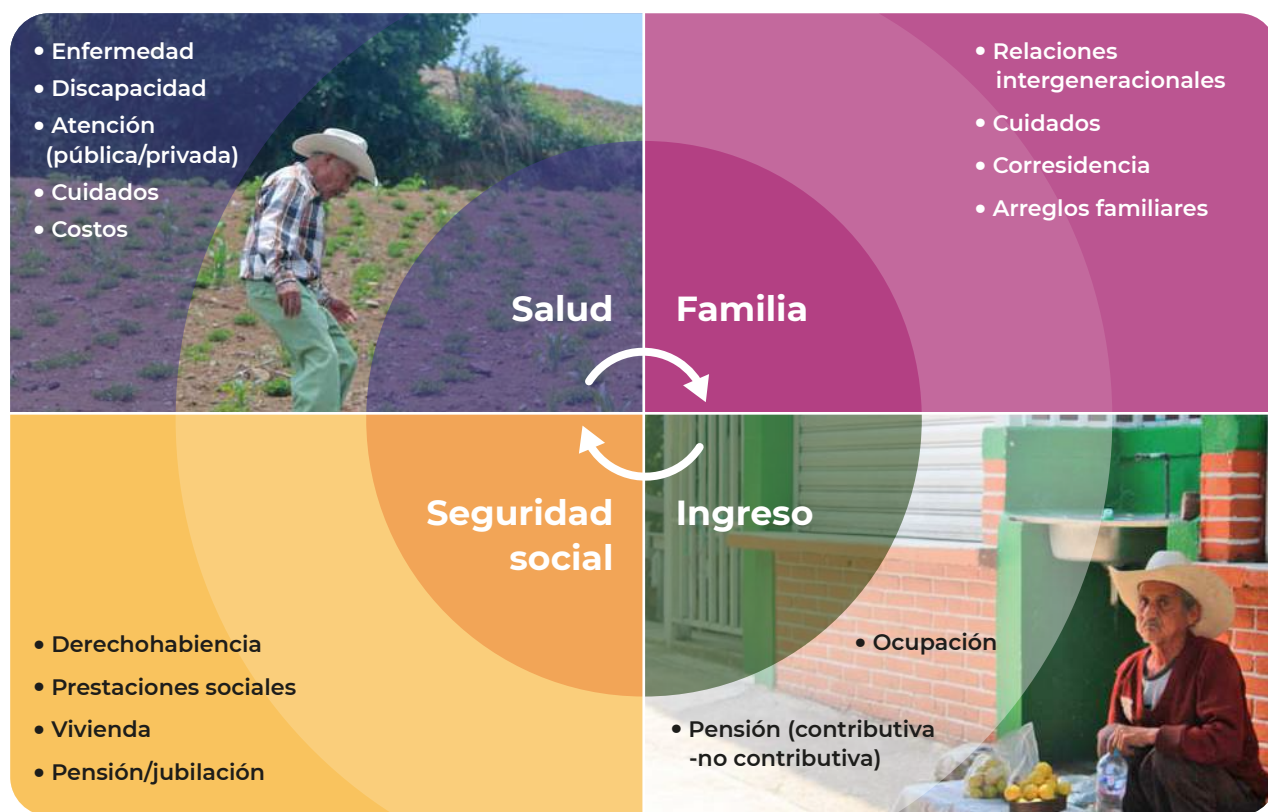 • Enfermedad
• Discapacidad
• Atención
(pública/privada)
• Cuidados
• Costos
Salud
• Relaciones
intergeneracionales
• Cuidados
• Corresidencia
• Arreglos familiares
Familia
Seguridad
social
• Derechohabiencia
• Prestaciones sociales
• Vivienda
• Pensión/jubilación
Ingreso
• Ocupación
• Pensión (contributiva
-no contributiva)